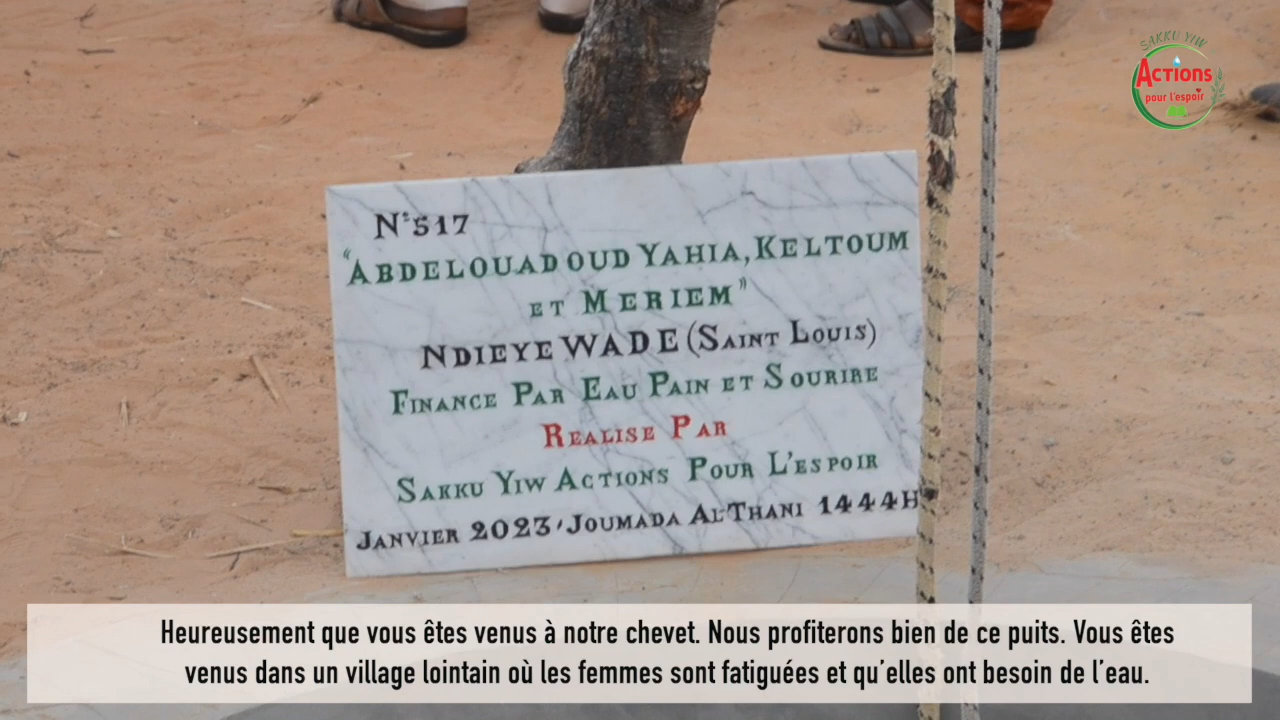 SAKKU YIW
ACTIONS
pour l'espoir
N°517
"ABDELOUADOUD YAHIA, KELTOUM
ET MERIEM"
NDIEYE WADE (SAINT LOUIS)
FINANCE PAR EAU PAIN ET SOURIRE
REALISE PAR
SAKKU YIW ACTIONS POUR L'ESPOIR
JANVIER 2023/JOUMADA AL THANI 1444H
Heureusement que vous êtes venus à notre chevet. Nous profiterons bien de ce puits. Vous êtes
venus dans un village lointain où les femmes sont fatiguées et qu'elles ont besoin de l'eau.